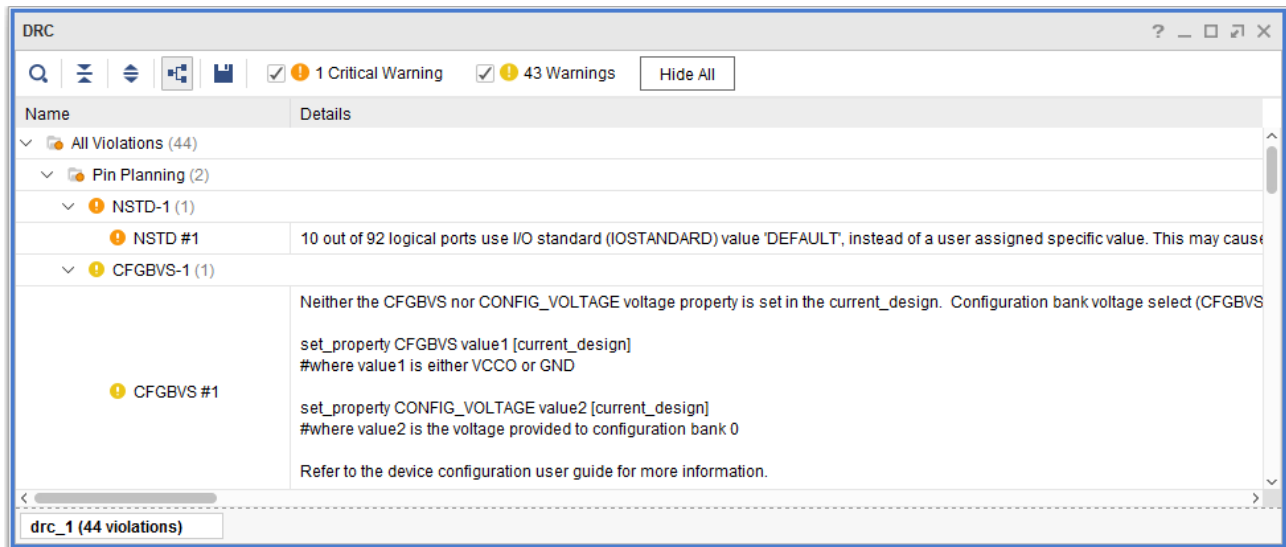 DRC
1 Critical Warning 43 Warnings Hide All
Name Details
All Violations (44)
Pin Planning (2)
NSTD-1 (1)
NSTD #1 10 out of 92 logical ports use I/O standard (IOSTANDARD) value 'DEFAULT', instead of a user assigned specific value. This may cause
CFGBVS-1 (1)
Neither the CFGBVS nor CONFIG_VOLTAGE voltage property is set in the current_design. Configuration bank voltage select (CFGBVS
set_property CFGBVS value1 [current_design]
#where value1 is either VCCO or GND
CFGBVS #1
set_property CONFIG_VOLTAGE value2 [current_design]
#where value2 is the voltage provided to configuration bank 0
Refer to the device configuration user guide for more information.
drc_1 (44 violations)